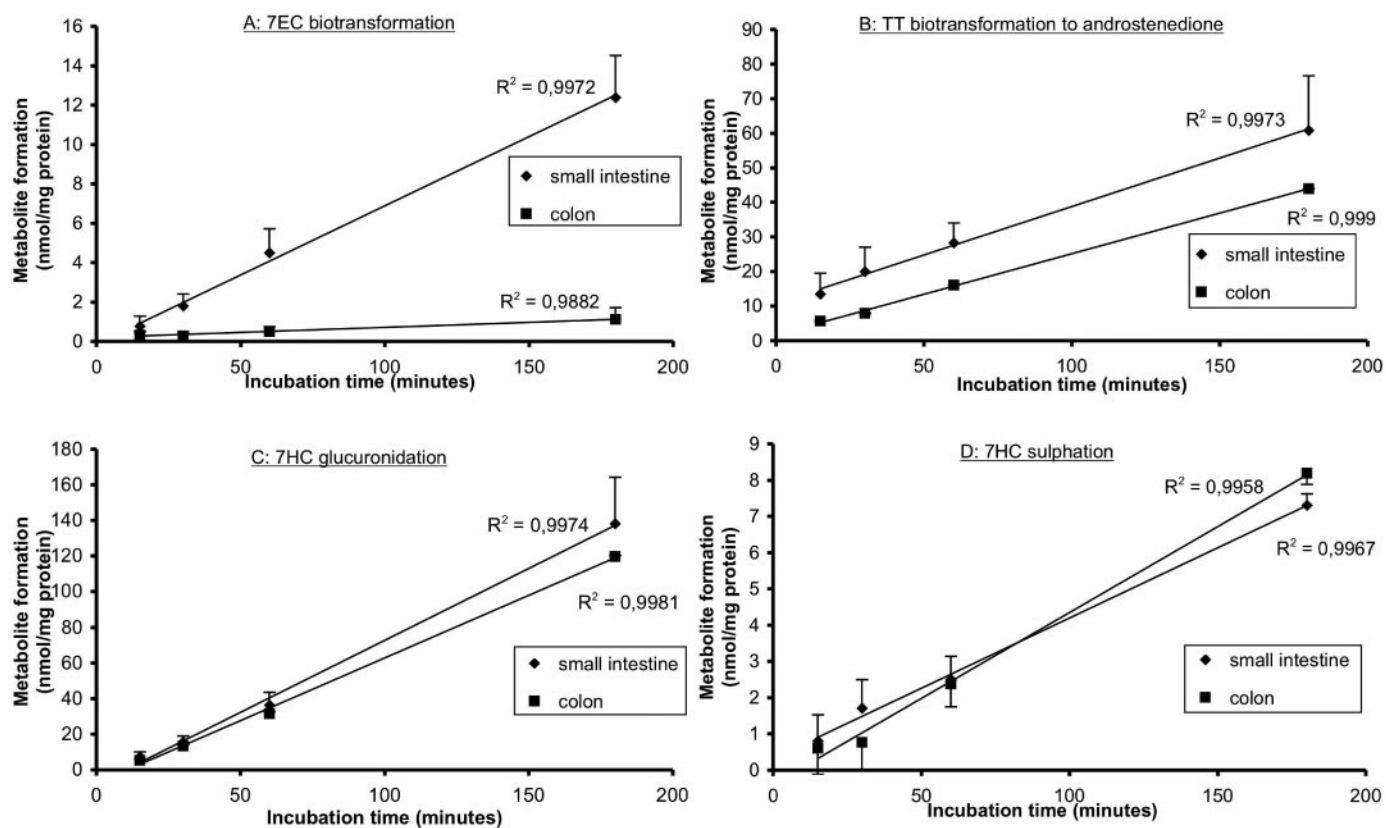 A: 7EC biotransformation
Metabolite formation
(nmol/mg protein)
16
14
12
10
8
6
4
2
0
R² = 0,9972
small intestine
colon
R² = 0,9882
0 50 100 150 200
Incubation time (minutes)
B: TT biotransformation to androstenedione
Metabolite formation
(nmol/mg protein)
90
80
70
60
50
40
30
20
10
0
R² = 0,9973
R² = 0,999
small intestine
colon
0 50 100 150 200
Incubation time (minutes)
C: 7HC glucuronidation
Metabolite formation
(nmol/mg protein)
180
160
140
120
100
80
60
40
20
0
R² = 0,9974
R² = 0,9981
small intestine
colon
0 50 100 150 200
Incubation time (minutes)
D: 7HC sulphation
Metabolite formation
(nmol/mg protein)
9
8
7
6
5
4
3
2
1
0
R² = 0,9958
R² = 0,9967
small intestine
colon
0 50 100 150 200
Incubation time (minutes)